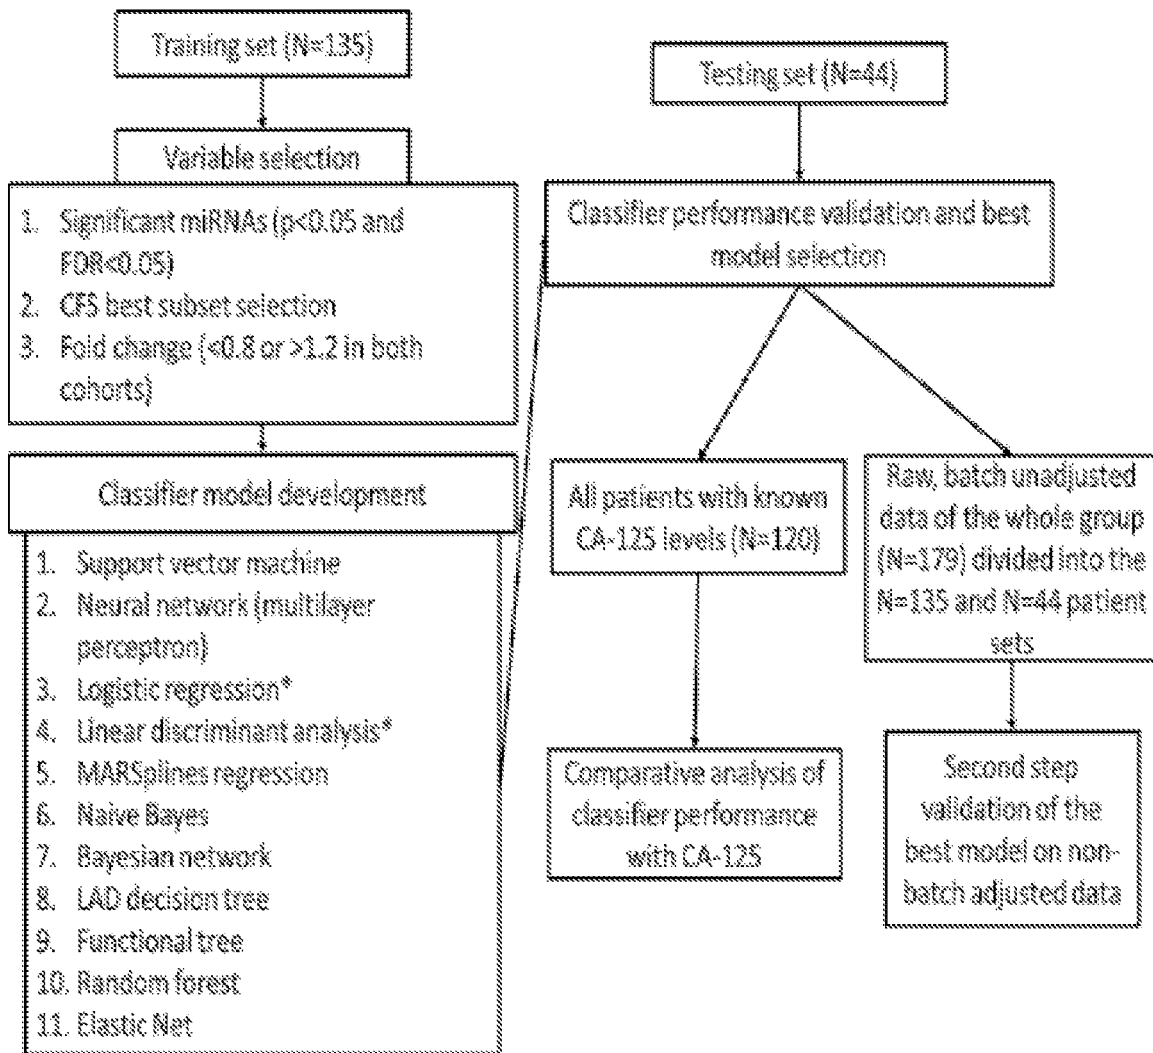 Training set (N=135)
Variable selection
1. Significant miRNAs (p<0.05 and
FDR<0.05)
2. CFS best subset selection
3. Fold change (<0.8 or >1.2 in both
cohorts)
Classifier model development
1. Support vector machine
2. Neural network (multilayer
perceptron)
3. Logistic regression*
4. Linear discriminant analysis*
5. MARSplines regression
6. Naive Bayes
7. Bayesian network
8. LAD decision tree
9. Functional tree
10. Random forest
11. Elastic Net
Testing set (N=44)
Classifier performance validation and best
model selection
All patients with known
CA-125 levels (N=120)
Comparative analysis of
classifier performance
with CA-125
Raw, batch unadjusted
data of the whole group
(N=179) divided into the
N=135 and N=44 patient
sets
Second step
validation of the
best model on non-
batch adjusted data